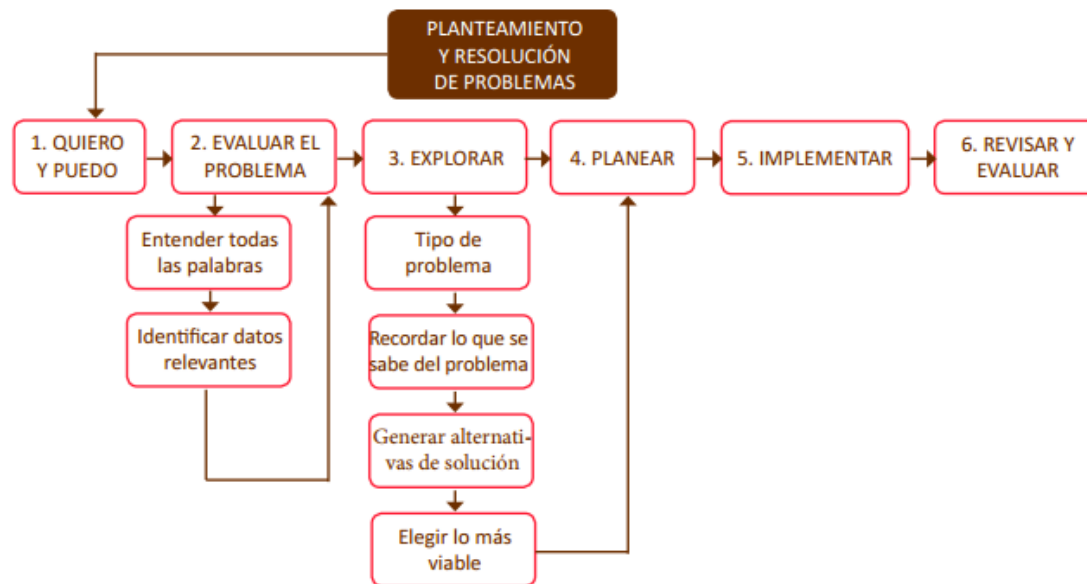 PLANTEAMIENTO
Y RESOLUCIÓN
DE PROBLEMAS
1. QUIERO
Y PUEDO
2. EVALUAR EL
PROBLEMA
3. EXPLORAR
4. PLANEAR
5. IMPLEMENTAR
6. REVISAR Y
EVALUAR
Entender todas
las palabras
Identificar datos
relevantes
Tipo de
problema
Recordar lo que se
sabe del problema
Generar alternati-
vas de solución
Elegir lo más
viable